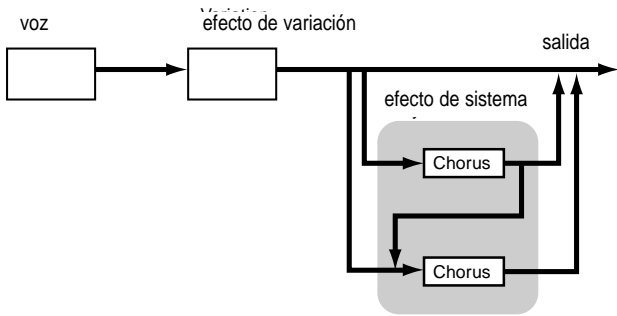 voz
efecto de variación
salida
efecto de sistema
Chorus
Chorus